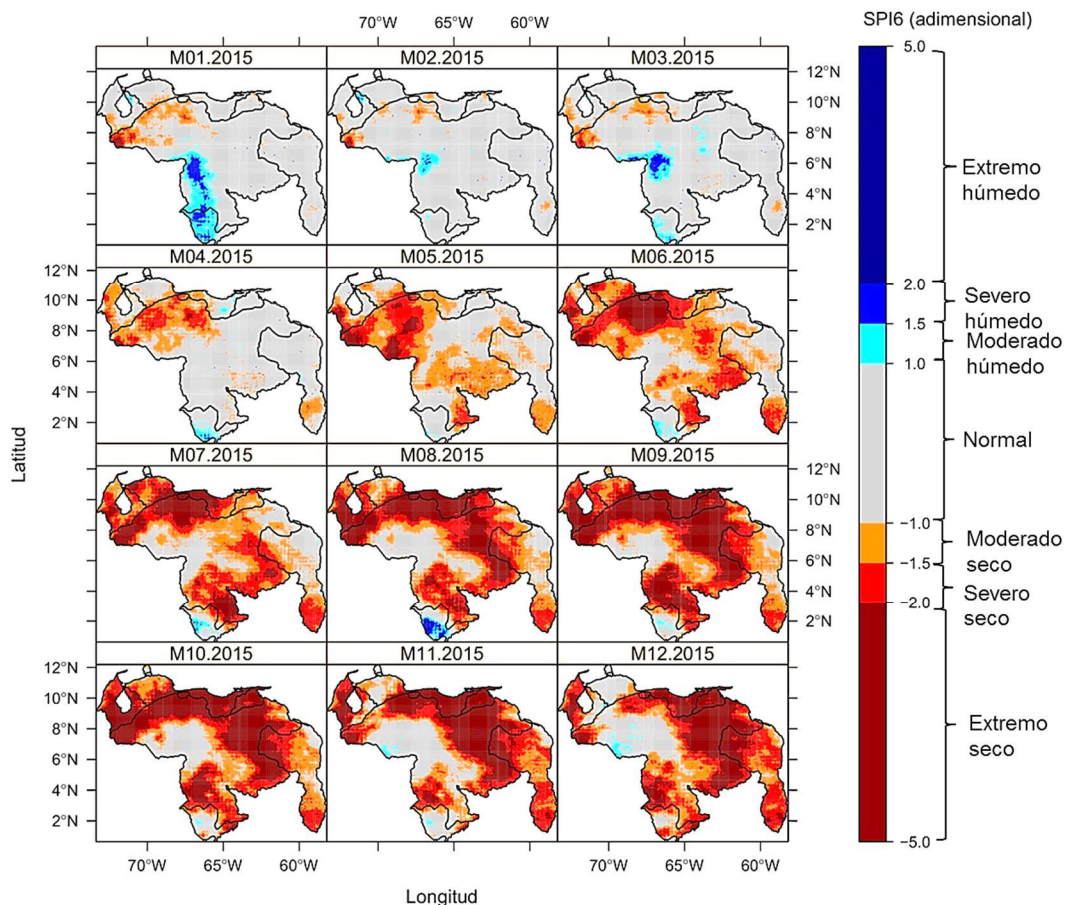 70°W 65°W 60°W
SPI6 (adimensional)
M01.2015 M02.2015 M03.2015
12°N
10°N
8°N
6°N
4°N
2°N
M04.2015 M05.2015 M06.2015
12°N
10°N
8°N
6°N
4°N
2°N
M07.2015 M08.2015 M09.2015
12°N
10°N
8°N
6°N
4°N
2°N
M10.2015 M11.2015 M12.2015
12°N
10°N
8°N
6°N
4°N
2°N
70°W 65°W 60°W 70°W 65°W 60°W
Latitud
Longitud
5.0
2.0
1.5
1.0
−1.0
−1.5
−2.0
−5.0
Extremo
húmedo
Severo
húmedo
Moderado
húmedo
Normal
Moderado
seco
Severo
seco
Extremo
seco